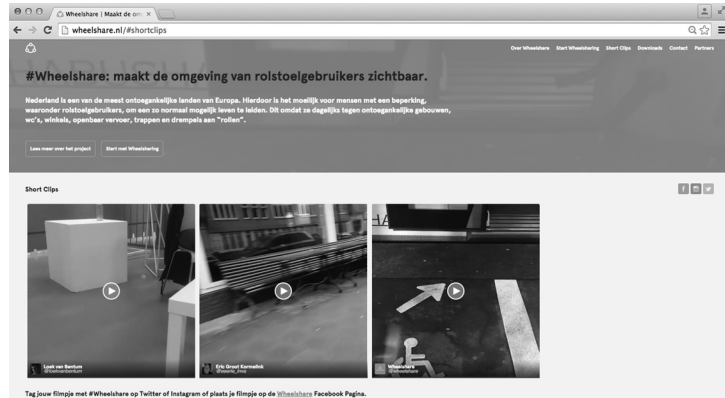 Wheelshare | Maakt de om
wheelshare.nl/#shortclips
Over Wheelshare Start Wheelsharing Short Clips Downloads Contact Partners
#Wheelshare: maakt de omgeving van rolstoelgebruikers zichtbaar.
Nederland is een van de meest ontoegankelijke landen van Europa. Hierdoor is het moeilijk voor mensen met een beperking,
waaronder rolstoelgebruikers, om een zo normaal mogelijk leven te leiden. Dit omdat ze dagelijks tegen ontoegankelijke gebouwen,
wc's, winkels, openbaar vervoer, trappen en drempels aan "rollen".
Lees meer over het project Start met Wheelsharing
Short Clips
Loek van Bentum
@loekvanbentum
Eric Groot Kormelink
Wheelshare
@wheelshare
Tag jouw filmpje met #Wheelshare op Twitter of Instagram of plaats je filmpje op de Wheelshare Facebook Pagina.